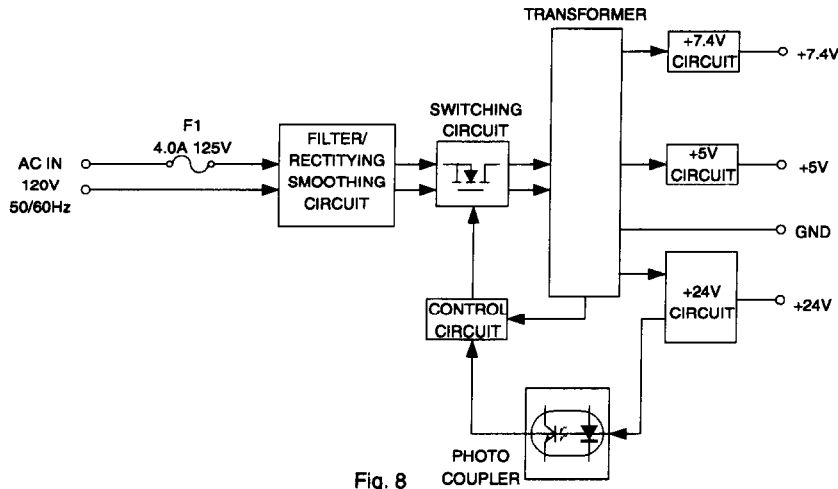 TRANSFORMER
+7.4V
CIRCUIT
+7.4V
SWITCHING
CIRCUIT
F1
4.0A 125V
FILTER/
RECTITYING
SMOOTHING
CIRCUIT
AC IN
120V
50/60Hz
+5V
CIRCUIT
+5V
GND
+24V
CIRCUIT
+24V
CONTROL
CIRCUIT
PHOTO
COUPLER
Fig. 8